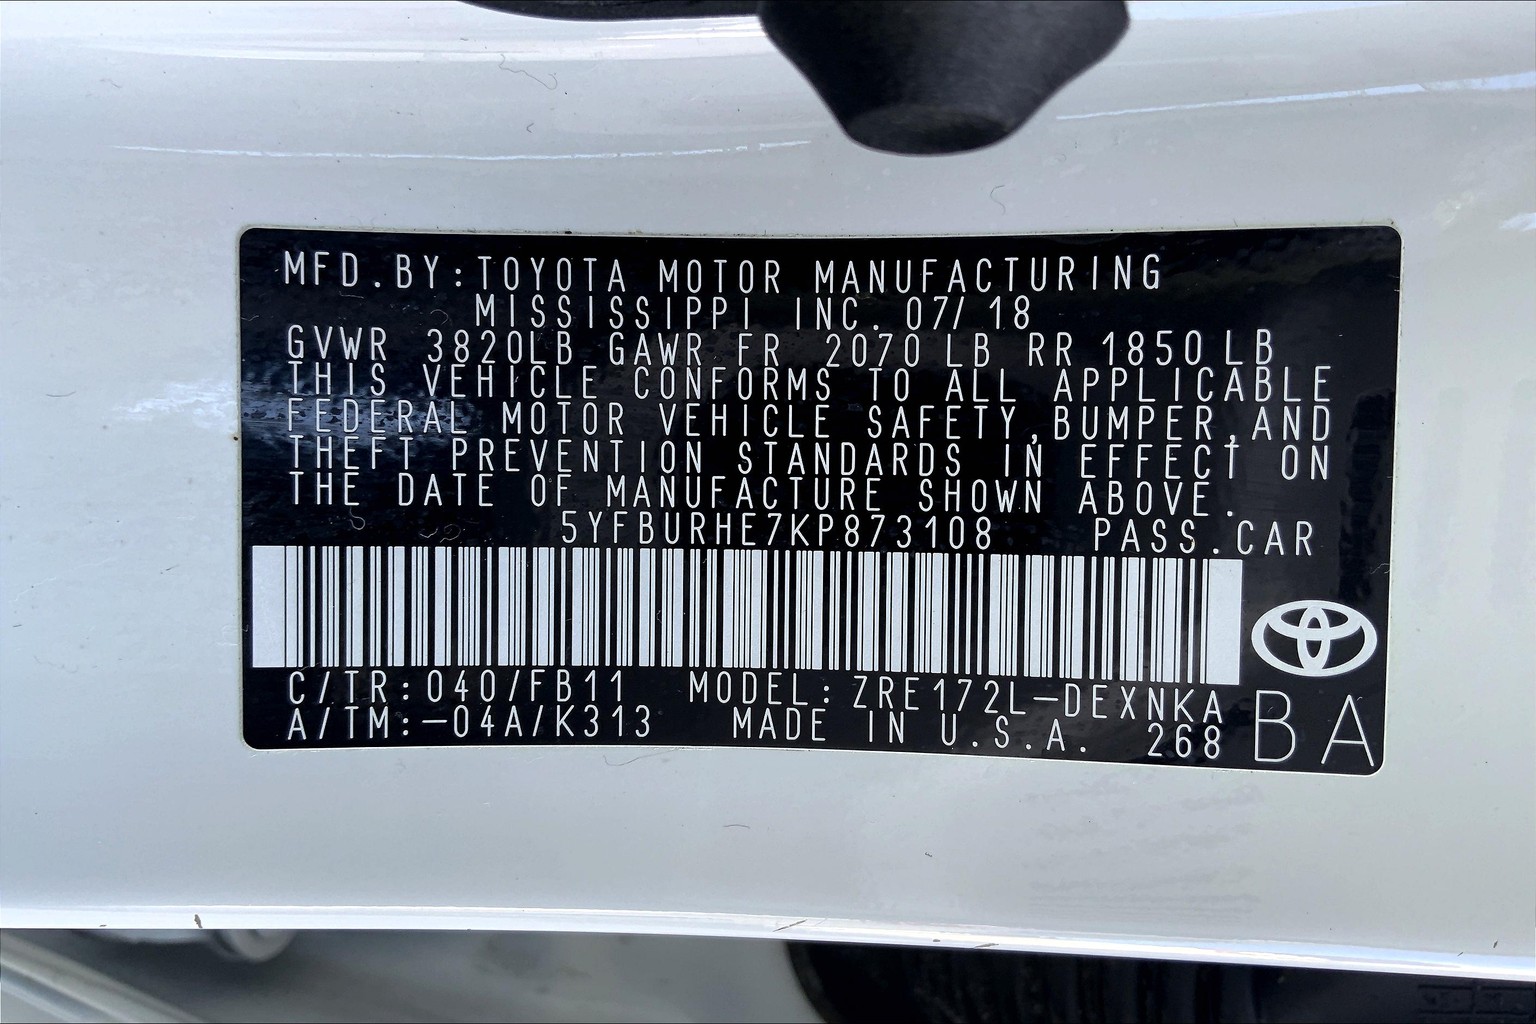 MFD.BY:TOYOTA MOTOR MANUFACTURING
MISSISSIPPI INC. 07/18
GVWR 3820LB GAWR FR 2070 LB RR 1850 LB
THIS VEHICLE CONFORMS TO ALL APPLICABLE
FEDERAL MOTOR VEHICLE SAFETY,BUMPER,AND
THEFT PREVENTION STANDARDS IN EFFECT ON
THE DATE OF MANUFACTURE SHOWN ABOVE.
5YFBURHE7KP873108 PASS.CAR
C/TR:040/FB11 MODEL:ZRE172L-DEXNKA
A/TM:-04A/K313 MADE IN U.S.A. 268
BA